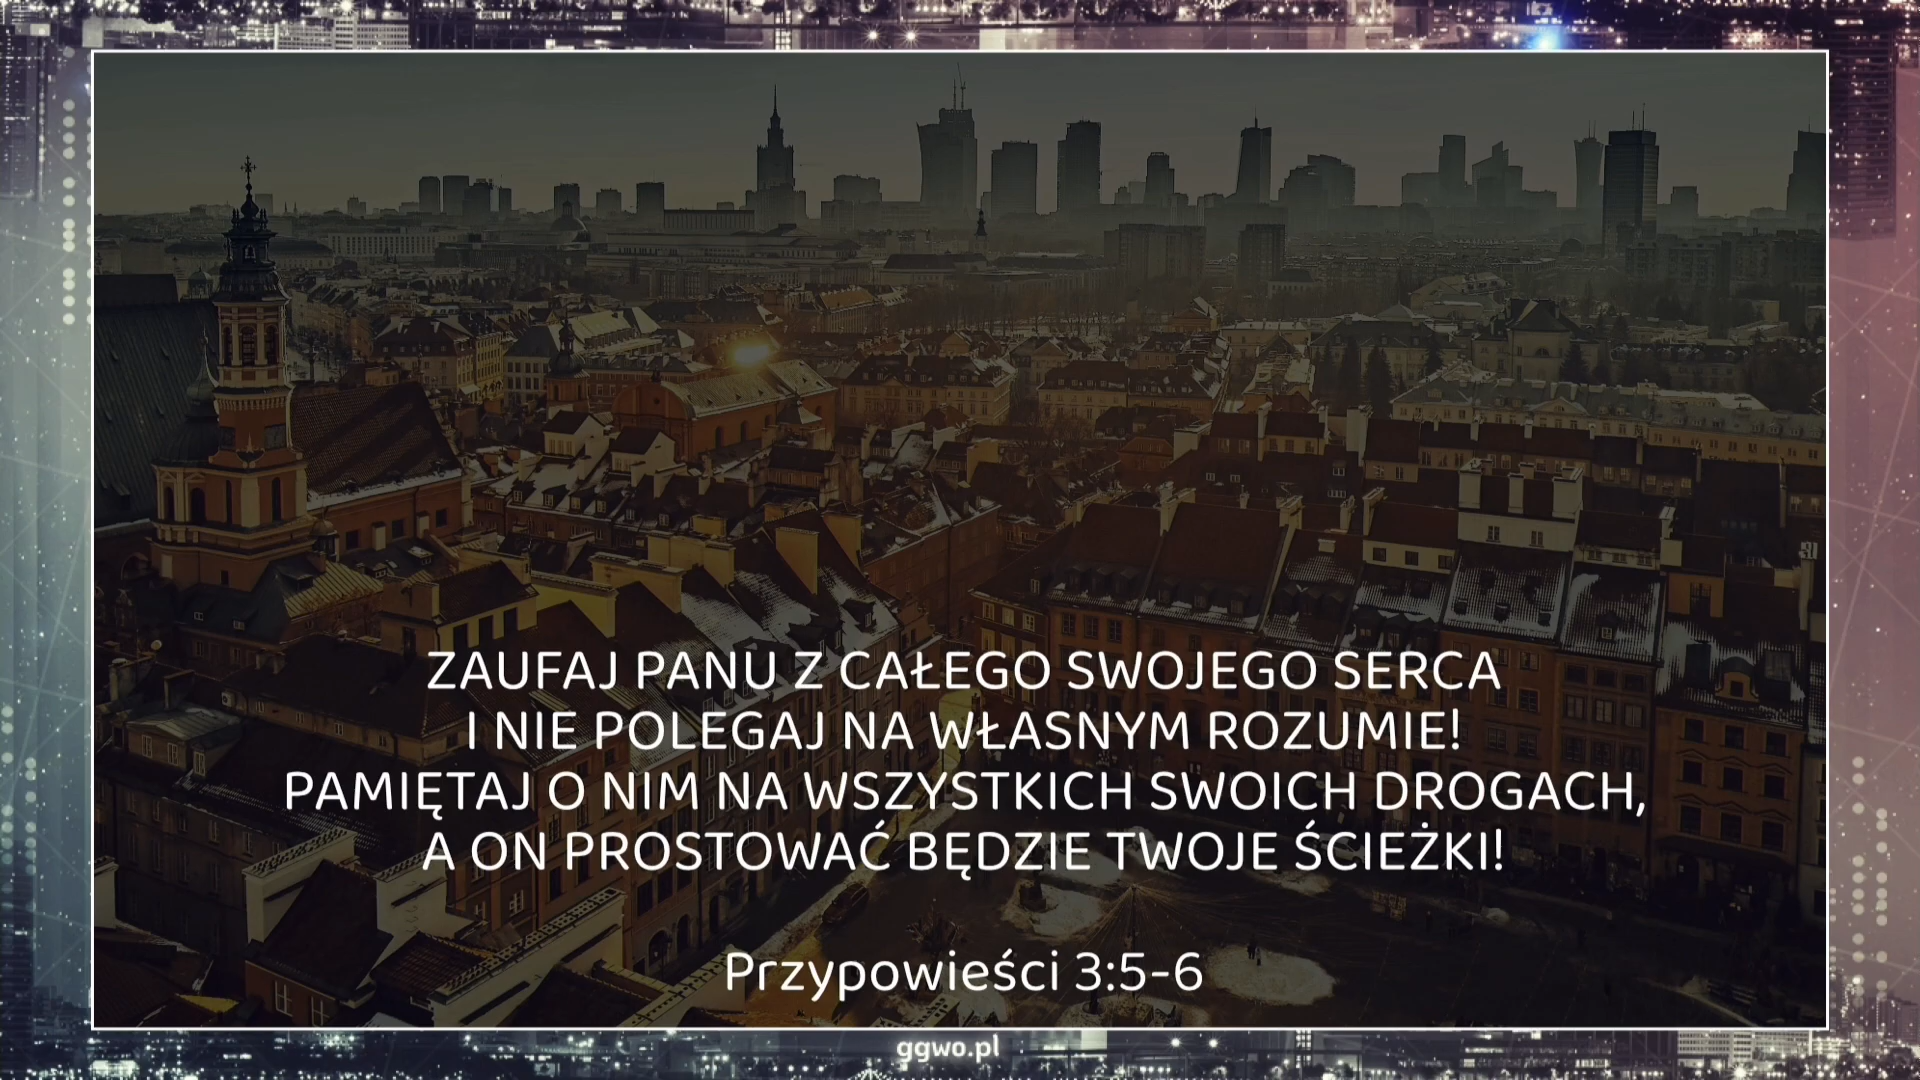 ZAUFAJ PANU Z CAŁEGO SWOJEGO SERCA
I NIE POLEGAJ NA WŁASNYM ROZUMIE!
PAMIĘTAJ O NIM NA WSZYSTKICH SWOICH DROGACH,
A ON PROSTOWAĆ BĘDZIE TWOJE ŚCIEŻKI!
Przypowieści 3:5-6
ggwo.pl